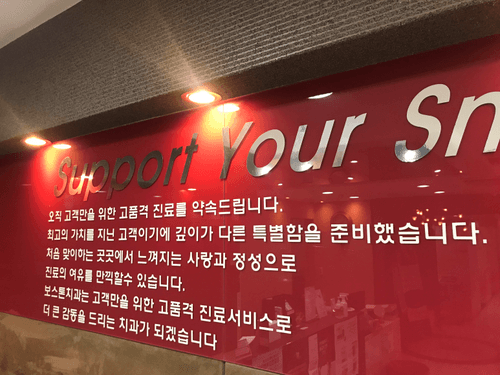 Support Your Sn
오직 고객만을 위한 고품격 진료를 약속드립니다.
최고의 가치를 지닌 고객이기에 깊이가 다른 특별함을 준비했습니다.
처음 맞이하는 곳곳에서 느껴지는 사랑과 정성으로
진료의 여유를 만끽할수 있습니다.
보스톤치과는 고객만을 위한 고품격 진료서비스로
더 큰 감동을 드리는 치과가 되겠습니다